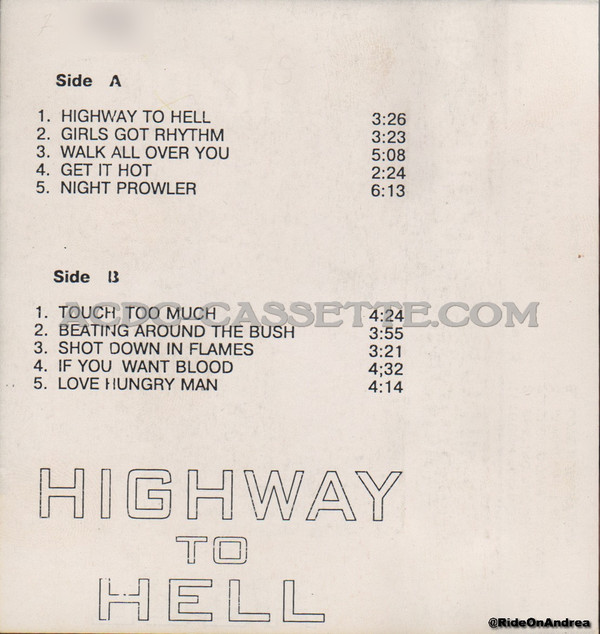 7
Side A
1. HIGHWAY TO HELL 3:26
2. GIRLS GOT RHYTHM 3:23
3. WALK ALL OVER YOU 5:08
4. GET IT HOT 2:24
5. NIGHT PROWLER 6:13
Side B
1. TOUCH TOO MUCH 4:24
ACDC-CASSETTE.COM
2. BEATING AROUND THE BUSH 3:55
3. SHOT DOWN IN FLAMES 3:21
4. IF YOU WANT BLOOD 4;32
5. LOVE HUNGRY MAN 4:14
HIGHWAY
TO
HELL
@RideOnAndrea